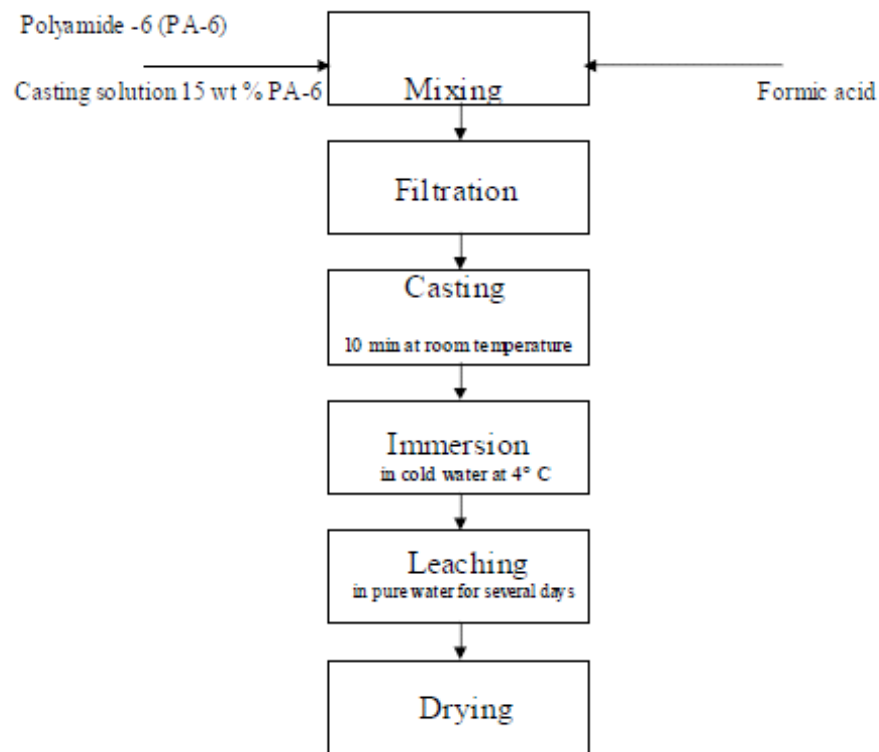 Polyamide -6 (PA-6)
Casting solution 15 wt % PA-6
Mixing
Formic acid
Filtration
Casting
10 min at room temperature
Immersion
in cold water at 4° C
Leaching
in pure water for several days
Drying